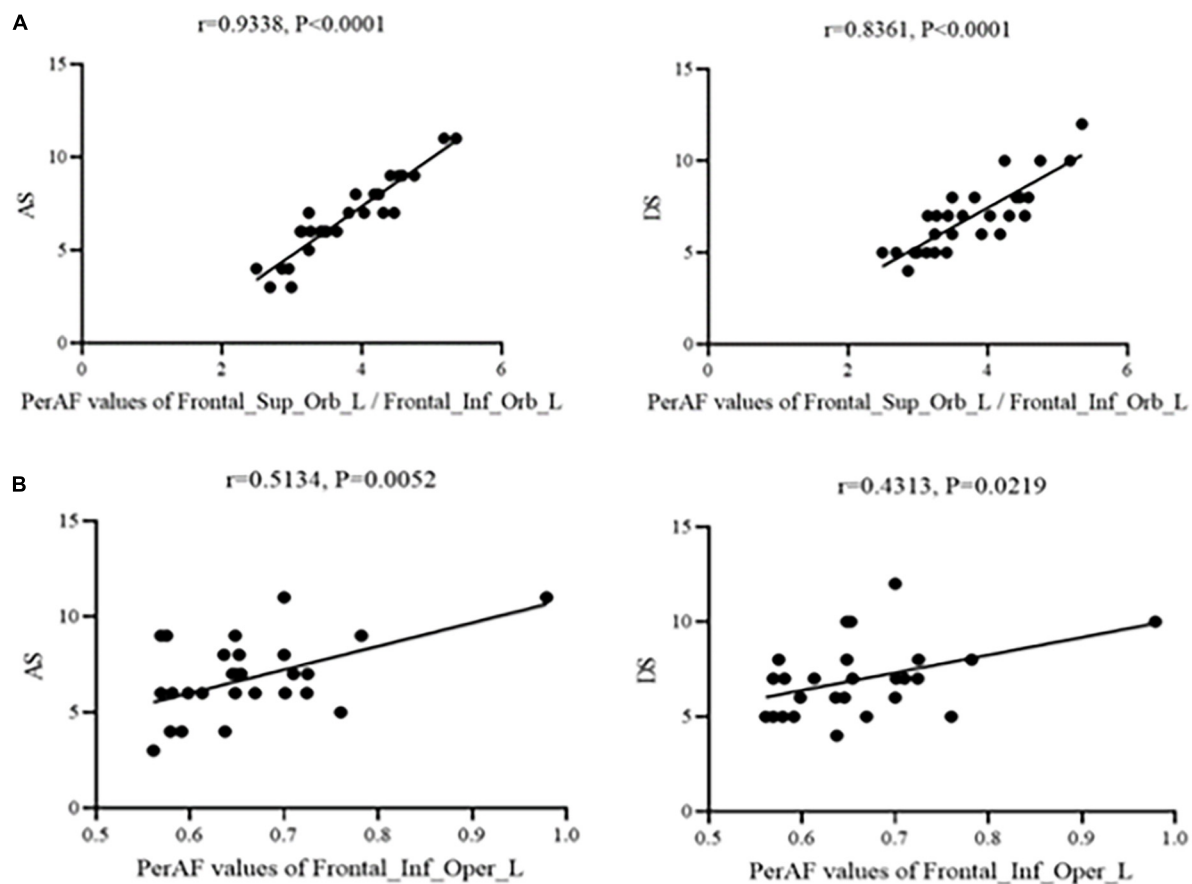 A
r=0.9338, P<0.0001
15
10
5
0
AS
0 2 4 6
PerAF values of Frontal_Sup_Orb_L / Frontal_Inf_Orb_L
r=0.8361, P<0.0001
15
10
5
0
DS
0 2 4 6
PerAF values of Frontal_Sup_Orb_L / Frontal_Inf_Orb_L
B
r=0.5134, P=0.0052
15
10
5
0
AS
0.5 0.6 0.7 0.8 0.9 1.0
PerAF values of Frontal_Inf_Oper_L
r=0.4313, P=0.0219
15
10
5
0
DS
0.5 0.6 0.7 0.8 0.9 1.0
PerAF values of Frontal_Inf_Oper_L